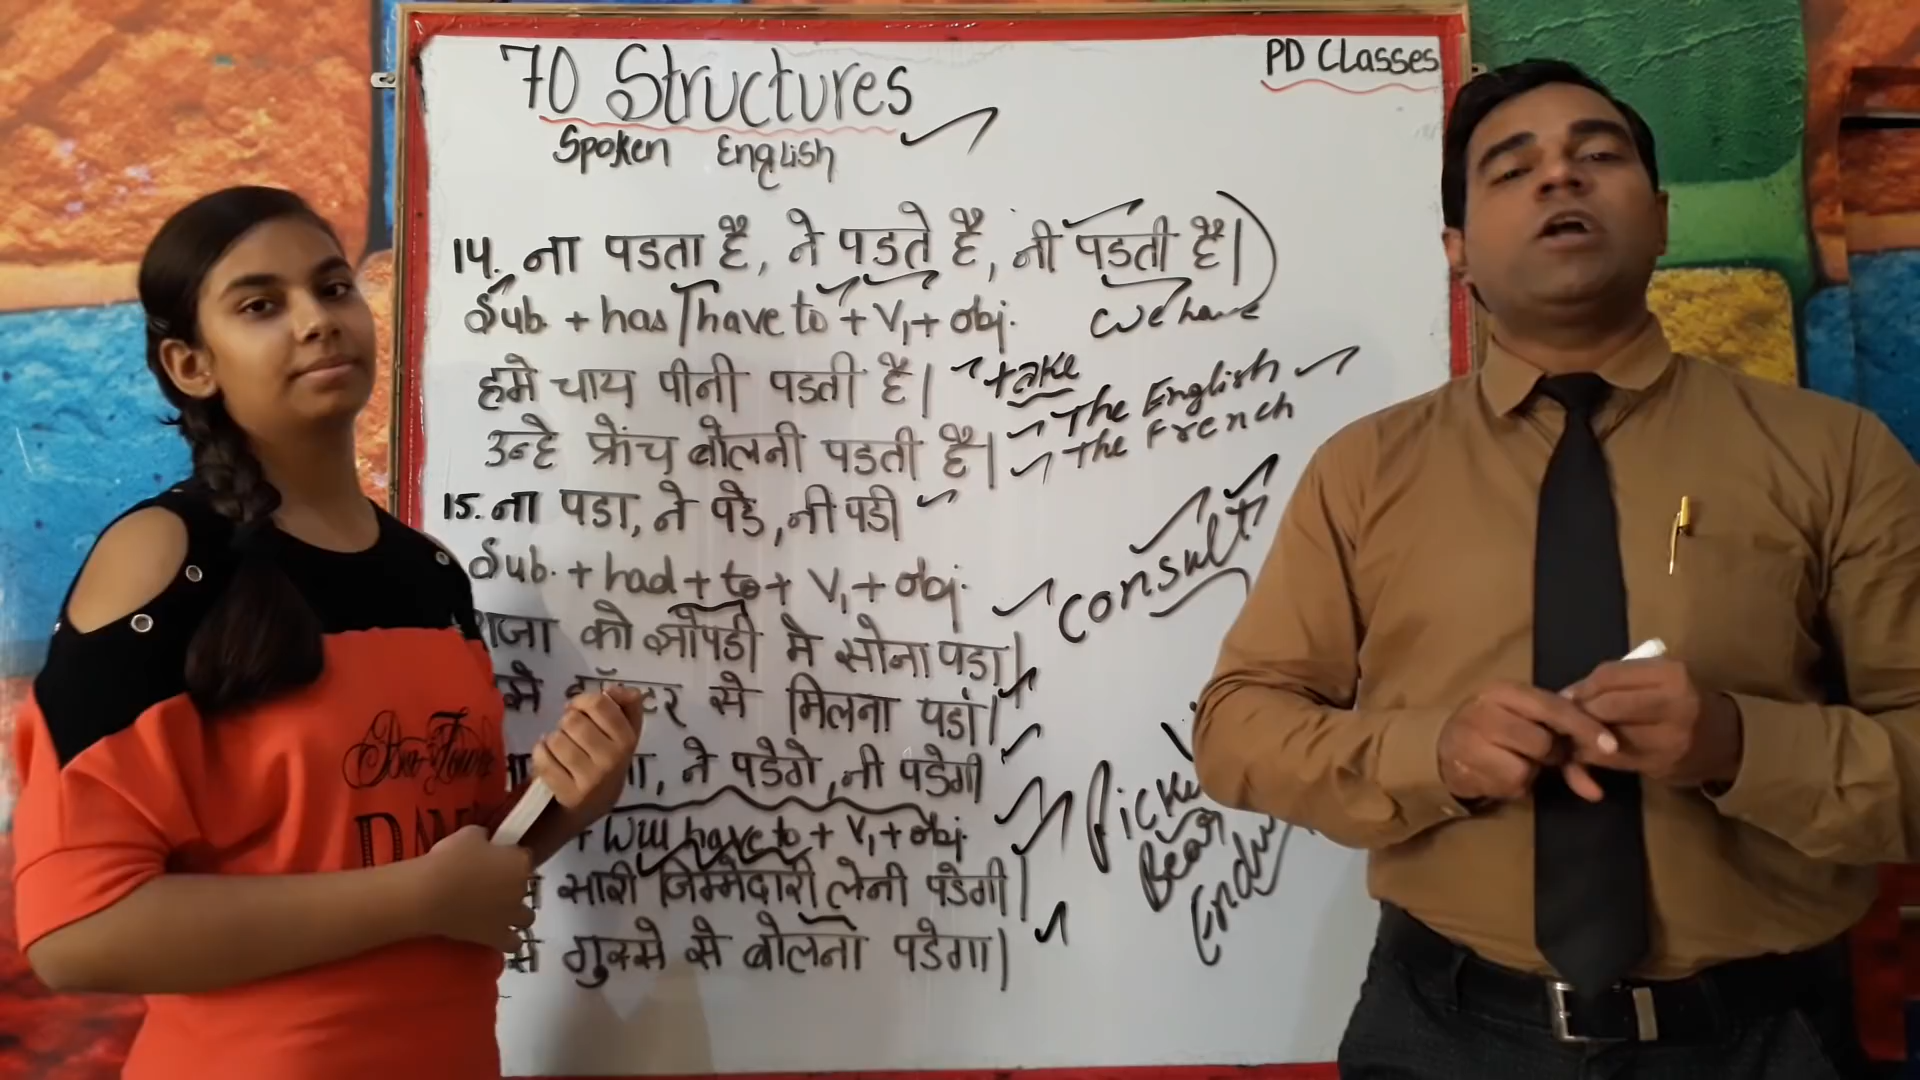 70 Structures
PD Classes
Spoken English
14. ना पडता है, ने पडते है, नी पडती है|
Sub. + has/have to + V1 + obj.
we have
हमे चाय पीनी पडती है|
take
The English
उन्हे फ्रेंच बोलनी पडती है|
The French
15. ना पडा, ने पडे, नी पडी
Sub. + had + to + V1 + obj.
consult
को झोपडी मे सोना पडा|
से मिलना पडा|
ने पडेगे, नी पडेगी
+ will have to + V1 + obj.
Bear
सारी जिम्मेदारी लेनी पडेगी|
गुस्से से बोलना पडेगा|